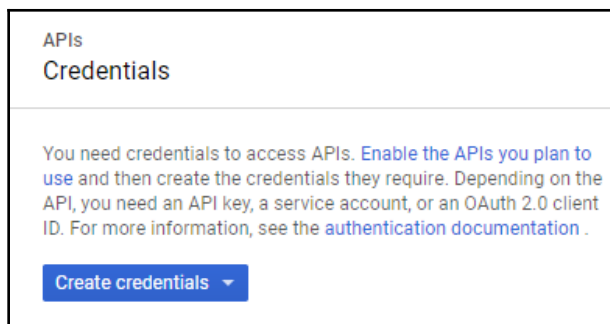 APIs
Credentials
You need credentials to access APIs. Enable the APIs you plan to
use and then create the credentials they require. Depending on the
API, you need an API key, a service account, or an OAuth 2.0 client
ID. For more information, see the authentication documentation .
Create credentials